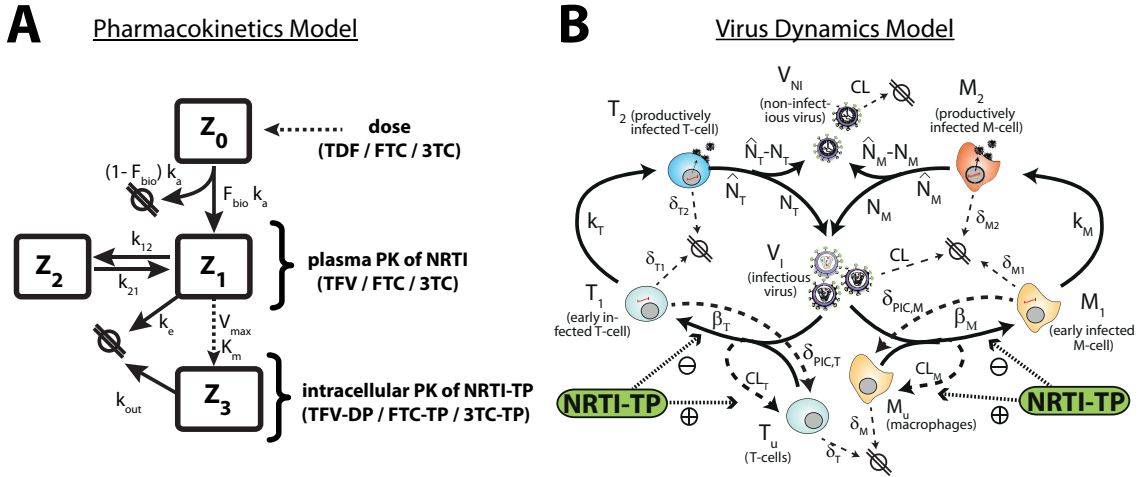 A
Pharmacokinetics Model
Z0
dose
(TDF / FTC / 3TC)
(1- Fbio) ka
Fbio ka
Z2
k12
k21
Z1
plasma PK of NRTI
(TFV / FTC / 3TC)
ke
Vmax
Km
kout
Z3
intracellular PK of NRTI-TP
(TFV-DP / FTC-TP / 3TC-TP)
B
Virus Dynamics Model
VNI
(non-infect-
ious virus)
CL
T2 (productively
infected T-cell)
M2
(productively
infected M-cell)
N̂T-NT
N̂M-NM
N̂T
NT
NM
N̂M
kT
δT2
δM2
kM
VI
(infectious
virus)
CL
δT1
δM1
T1
(early in-
fected T-cell)
M1
(early infected
M-cell)
βT
δPIC,M
βM
δPIC,T
CLT
CLM
⊖
⊖
NRTI-TP
NRTI-TP
⊕
⊕
Tu
(T-cells)
δT
Mu
(macrophages)
δM